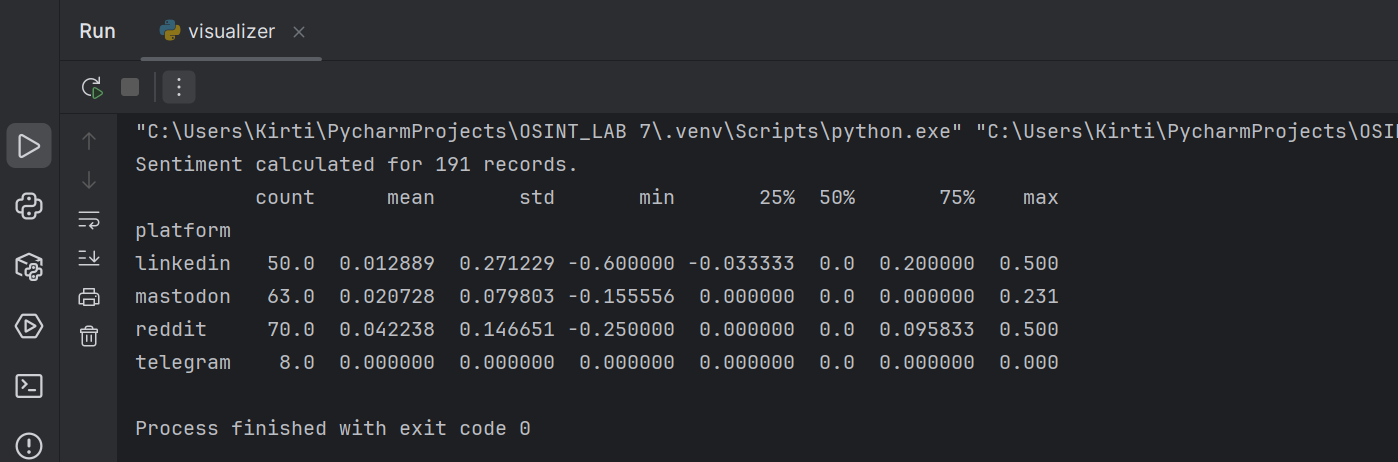 Run visualizer
"C:\Users\Kirti\PycharmProjects\OSINT_LAB 7\.venv\Scripts\python.exe" "C:\Users\Kirti\PycharmProjects\OSI
Sentiment calculated for 191 records.
count mean std min 25% 50% 75% max
platform
linkedin 50.0 0.012889 0.271229 -0.600000 -0.033333 0.0 0.200000 0.500
mastodon 63.0 0.020728 0.079803 -0.155556 0.000000 0.0 0.000000 0.231
reddit 70.0 0.042238 0.146651 -0.250000 0.000000 0.0 0.095833 0.500
telegram 8.0 0.000000 0.000000 0.000000 0.000000 0.0 0.000000 0.000
Process finished with exit code 0